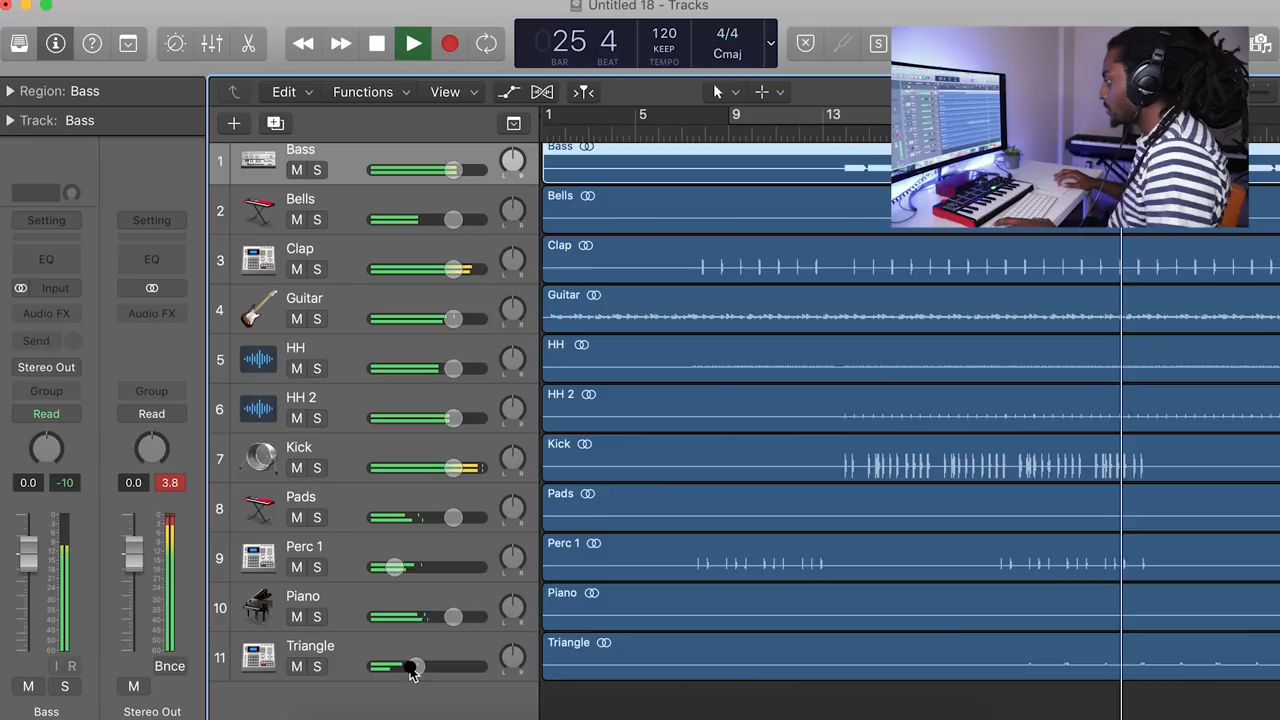 Untitled 18 - Tracks
25 4
BAR BEAT
120
KEEP
TEMPO
4/4
Cmaj
S
Region: Bass
Track: Bass
Edit Functions View
1 5 9 13
Setting Setting
EQ EQ
Input
Audio FX Audio FX
Send
Stereo Out
Group Group
Read Read
0.0 -10 0.0 3.8
I R Bnce
M S M
Bass Stereo Out
1 Bass
M S
L R
Bass
2 Bells
M S
L R
Bells
3 Clap
M S
L R
Clap
4 Guitar
M S
L R
Guitar
5 HH
M S
L R
HH
6 HH 2
M S
L R
HH 2
7 Kick
M S
L R
Kick
8 Pads
M S
L R
Pads
9 Perc 1
M S
L R
Perc 1
10 Piano
M S
L R
Piano
11 Triangle
M S
L R
Triangle